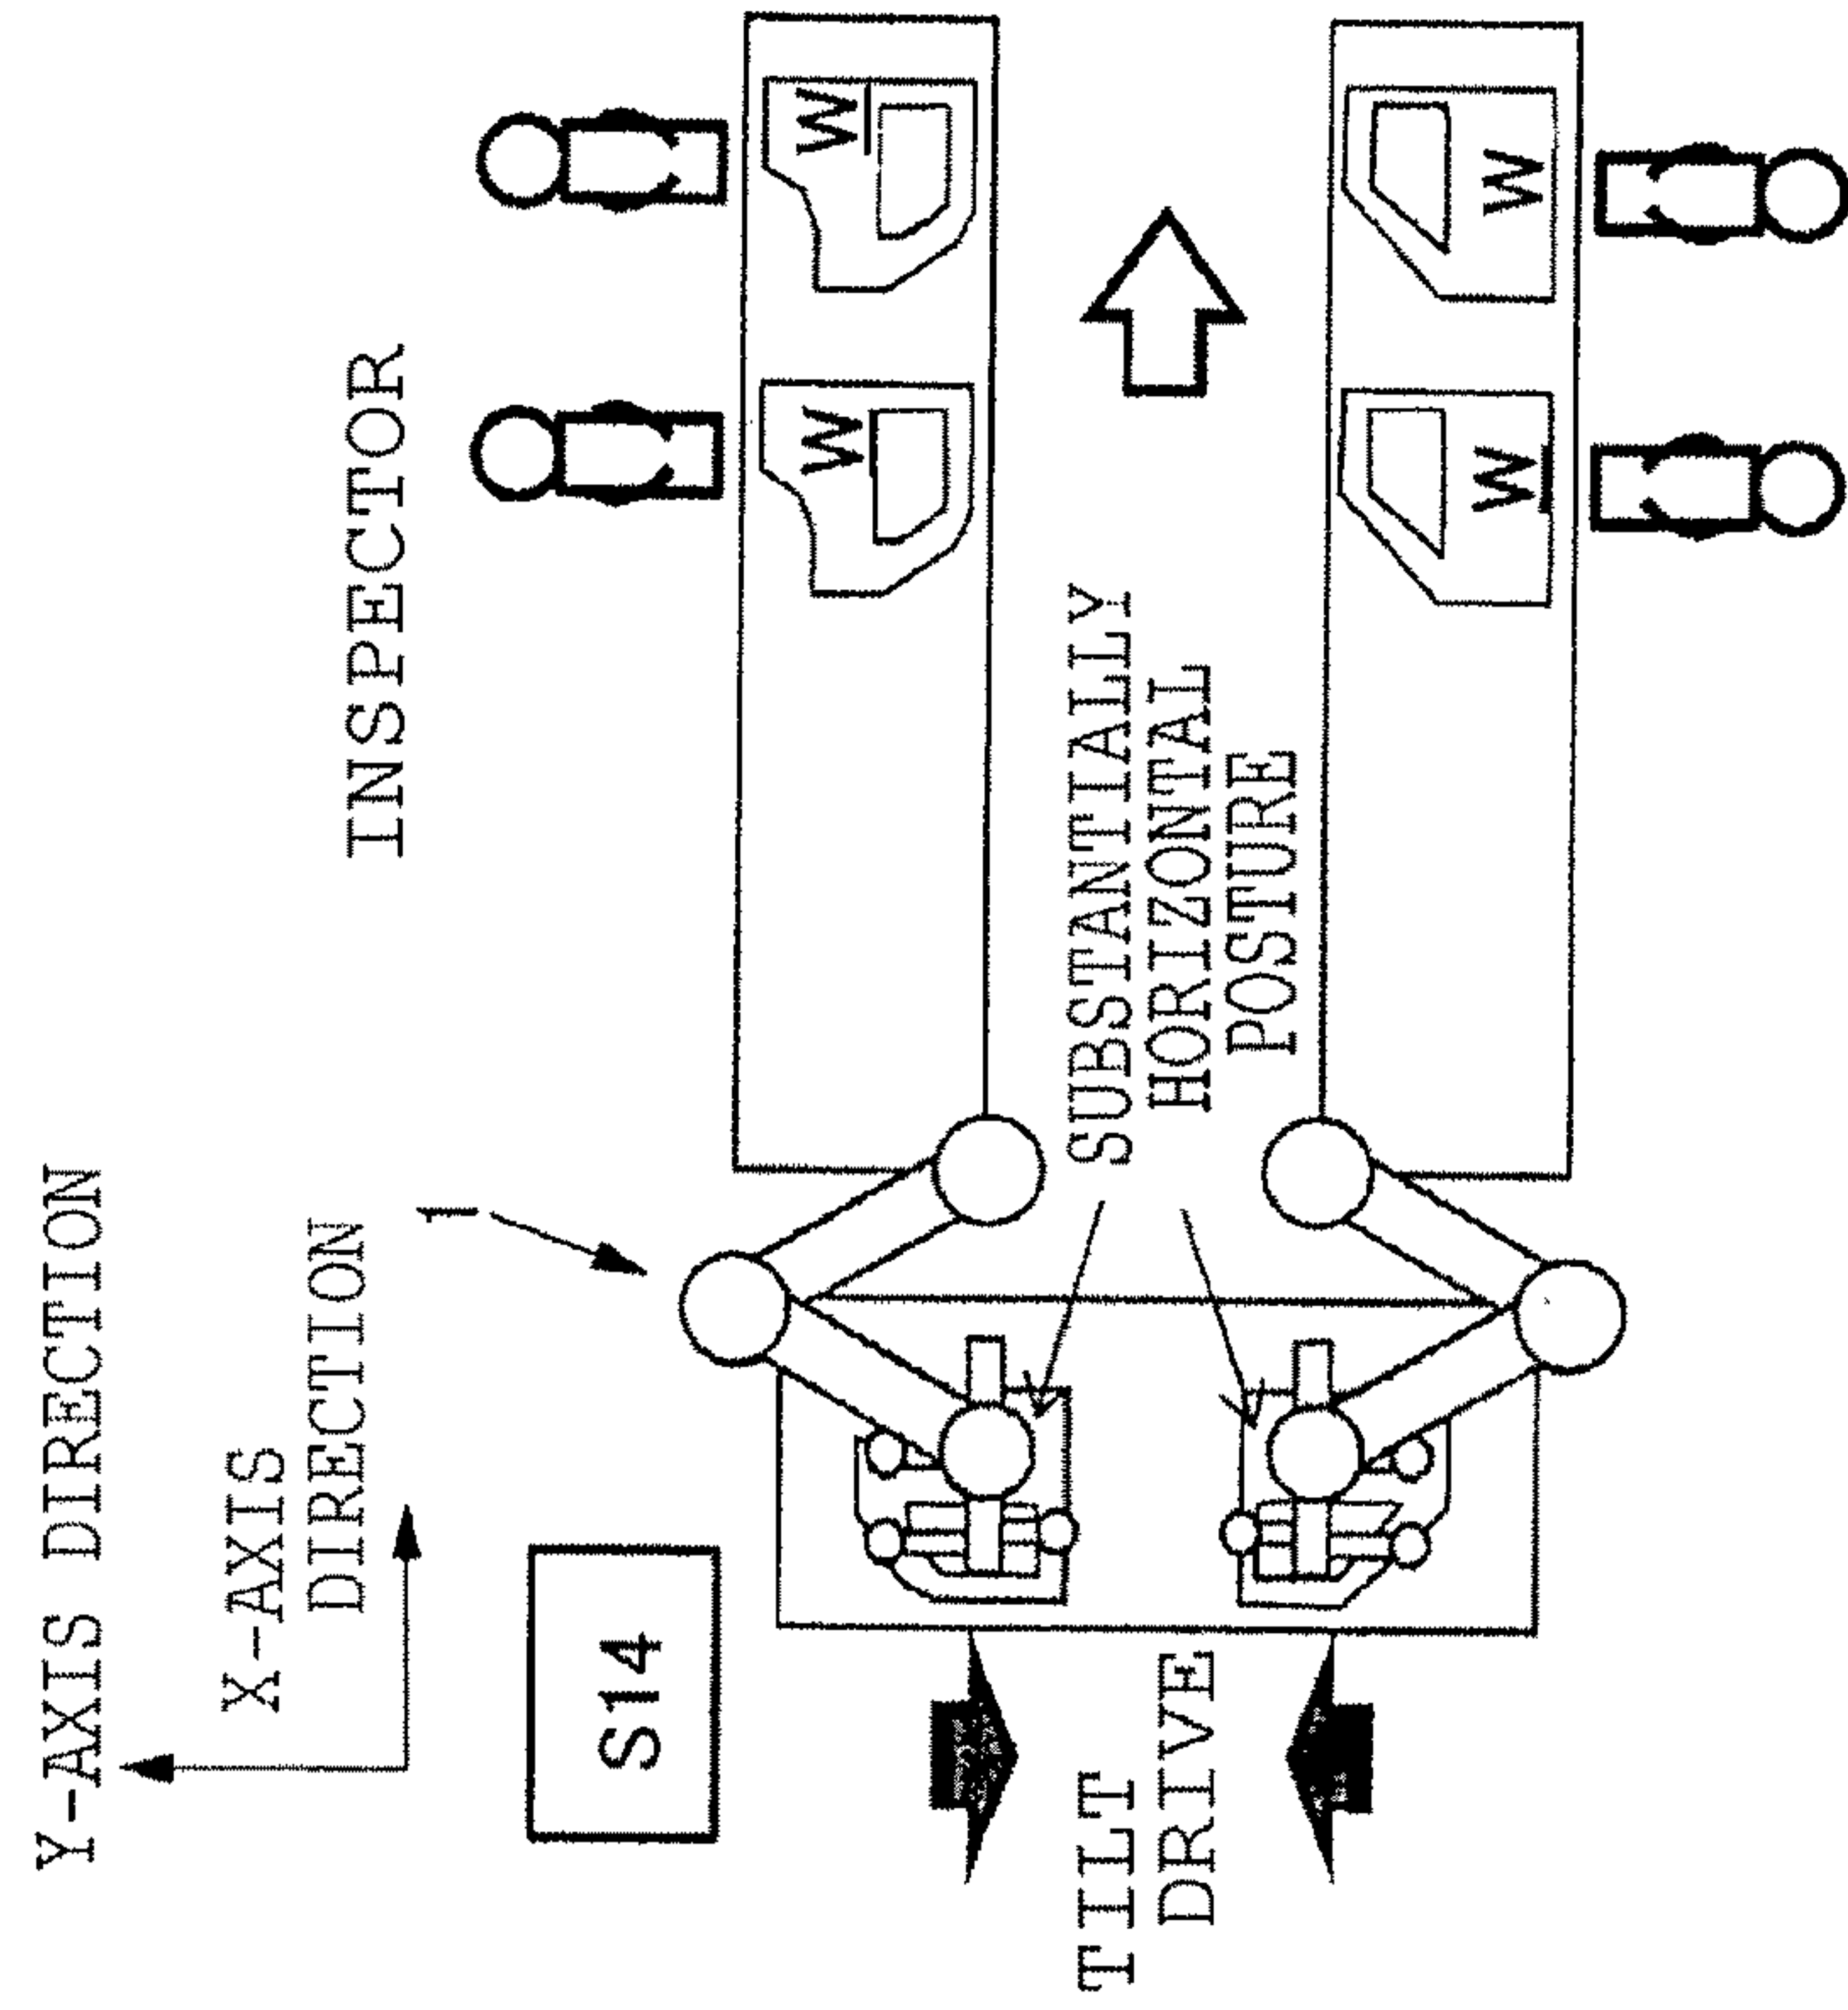 Y-AXIS DIRECTION
X-AXIS
DIRECTION
1
INSPECTOR
S14
W
W
SUBSTANTIALLY
HORIZONTAL
POSTURE
TILT
DRIVE
W
W